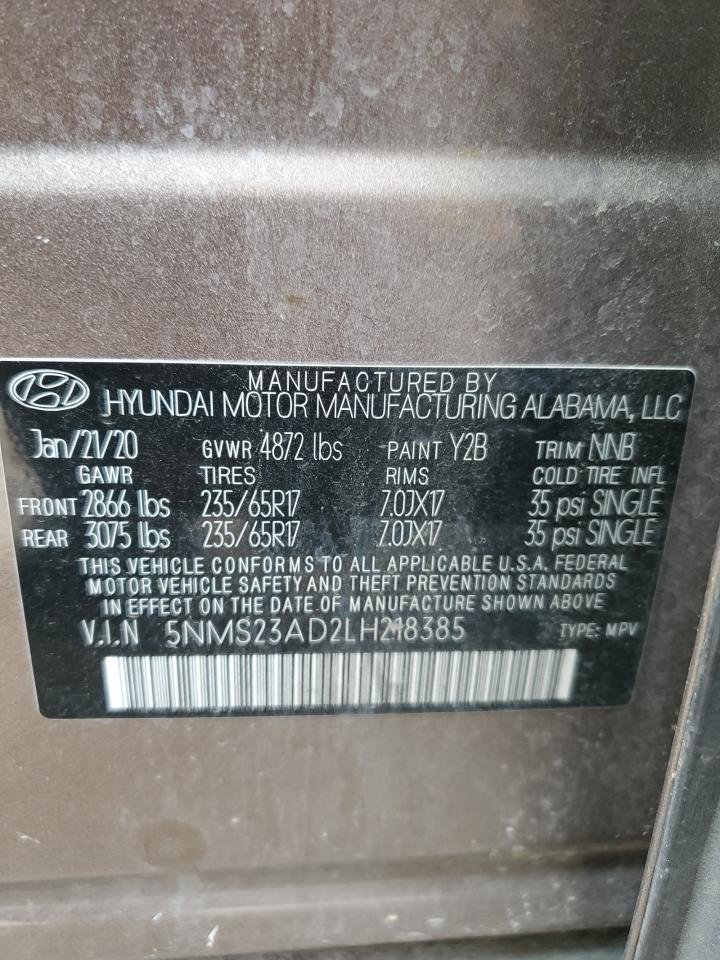 MANUFACTURED BY
HYUNDAI MOTOR MANUFACTURING ALABAMA, LLC
Jan/21/20 GVWR 4872 lbs PAINT Y2B TRIM NNB
GAWR TIRES RIMS COLD TIRE INFL
FRONT 2866 lbs 235/65R17 7.0JX17 35 psi SINGLE
REAR 3075 lbs 235/65R17 7.0JX17 35 psi SINGLE
THIS VEHICLE CONFORMS TO ALL APPLICABLE U.S.A. FEDERAL
MOTOR VEHICLE SAFETY AND THEFT PREVENTION STANDARDS
IN EFFECT ON THE DATE OF MANUFACTURE SHOWN ABOVE
V.I.N 5NMS23AD2LH218385 TYPE: MPV